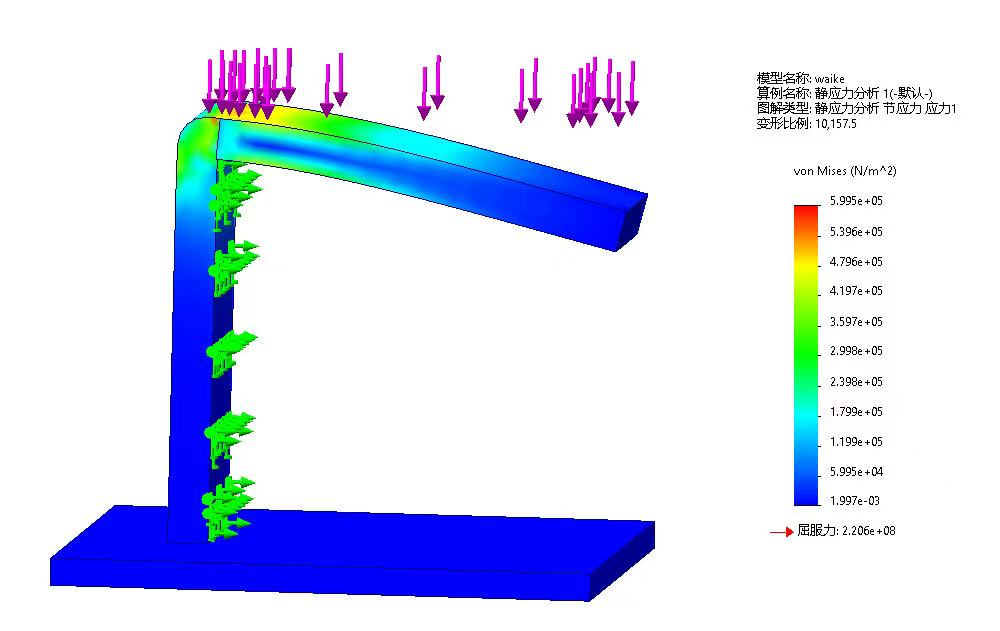 模型名称: waike
算例名称: 静应力分析 1(-默认-)
图解类型: 静应力分析 节应力 应力1
变形比例: 10,157.5
von Mises (N/m^2)
5.995e+05
5.396e+05
4.796e+05
4.197e+05
3.597e+05
2.998e+05
2.398e+05
1.799e+05
1.199e+05
5.995e+04
1.997e-03
屈服力: 2.206e+08